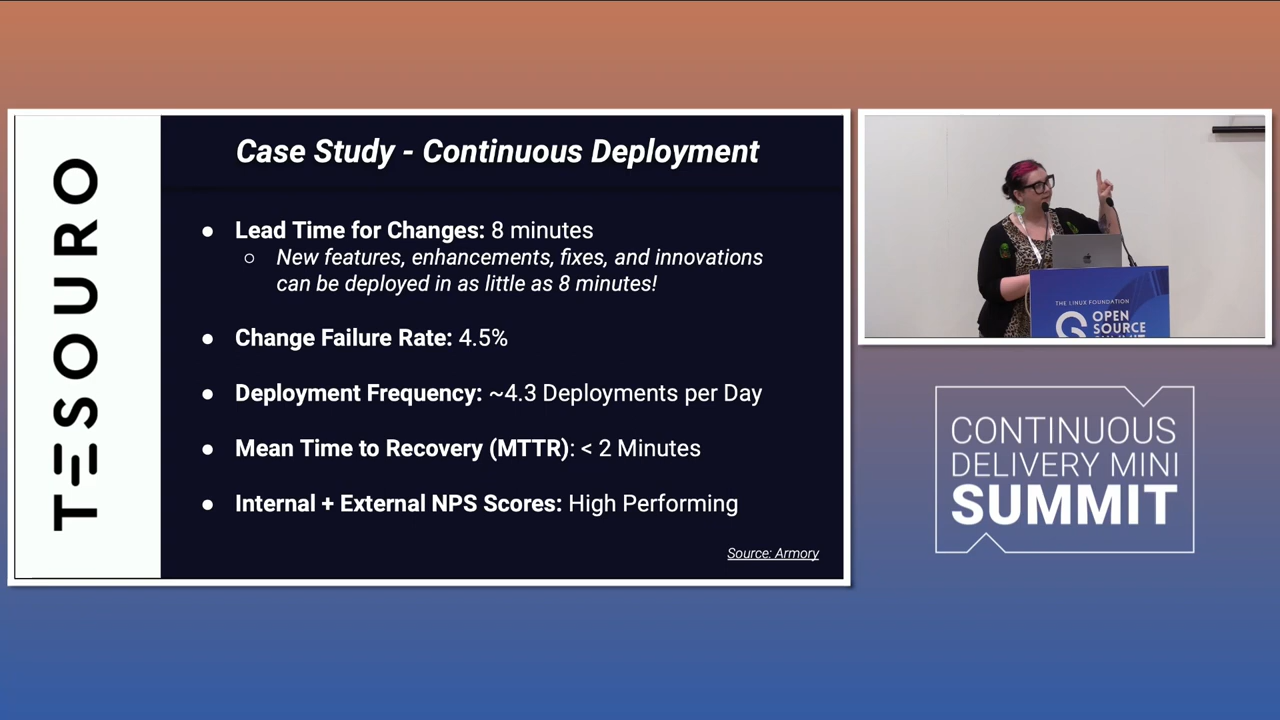 TESOURO
Case Study - Continuous Deployment
● Lead Time for Changes: 8 minutes
○ New features, enhancements, fixes, and innovations
can be deployed in as little as 8 minutes!
● Change Failure Rate: 4.5%
● Deployment Frequency: ~4.3 Deployments per Day
● Mean Time to Recovery (MTTR): < 2 Minutes
● Internal + External NPS Scores: High Performing
Source: Armory
THE LINUX FOUNDATION
OPEN
SOURCE
SUMMIT
CONTINUOUS
DELIVERY MINI
SUMMIT